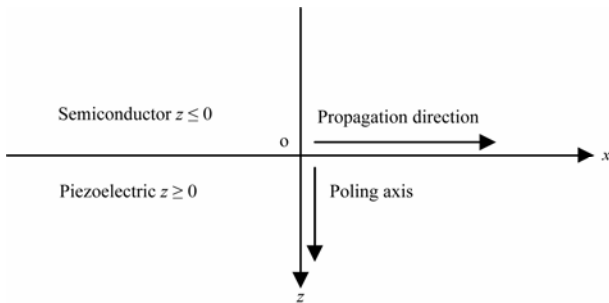 Semiconductor z ≤ 0
Propagation direction
o
x
Piezoelectric z ≥ 0
Poling axis
z